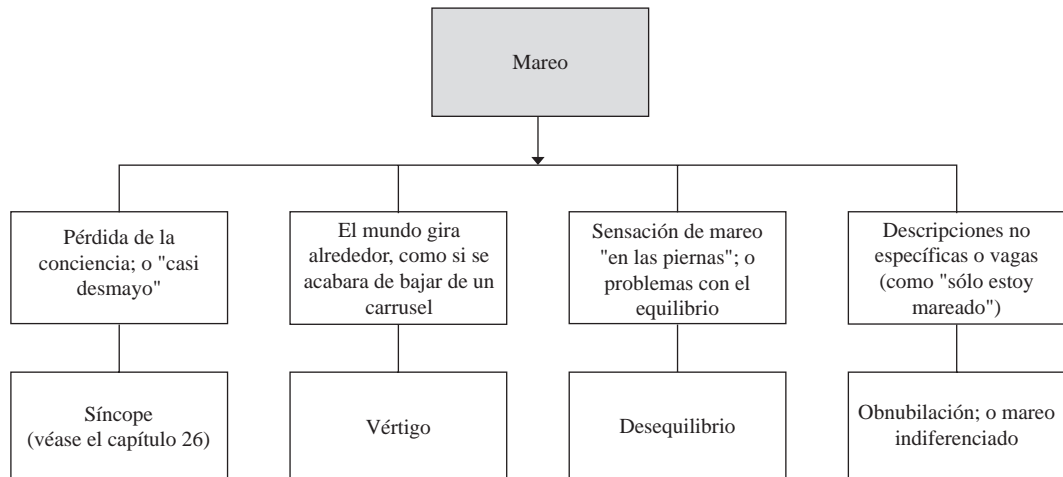 Mareo
Pérdida de la
conciencia; o "casi
desmayo"
El mundo gira
alrededor, como si se
acabara de bajar de un
carrusel
Sensación de mareo
"en las piernas"; o
problemas con el
equilibrio
Descripciones no
específicas o vagas
(como "sólo estoy
mareado")
Síncope
(véase el capítulo 26)
Vértigo
Desequilibrio
Obnubilación; o mareo
indiferenciado